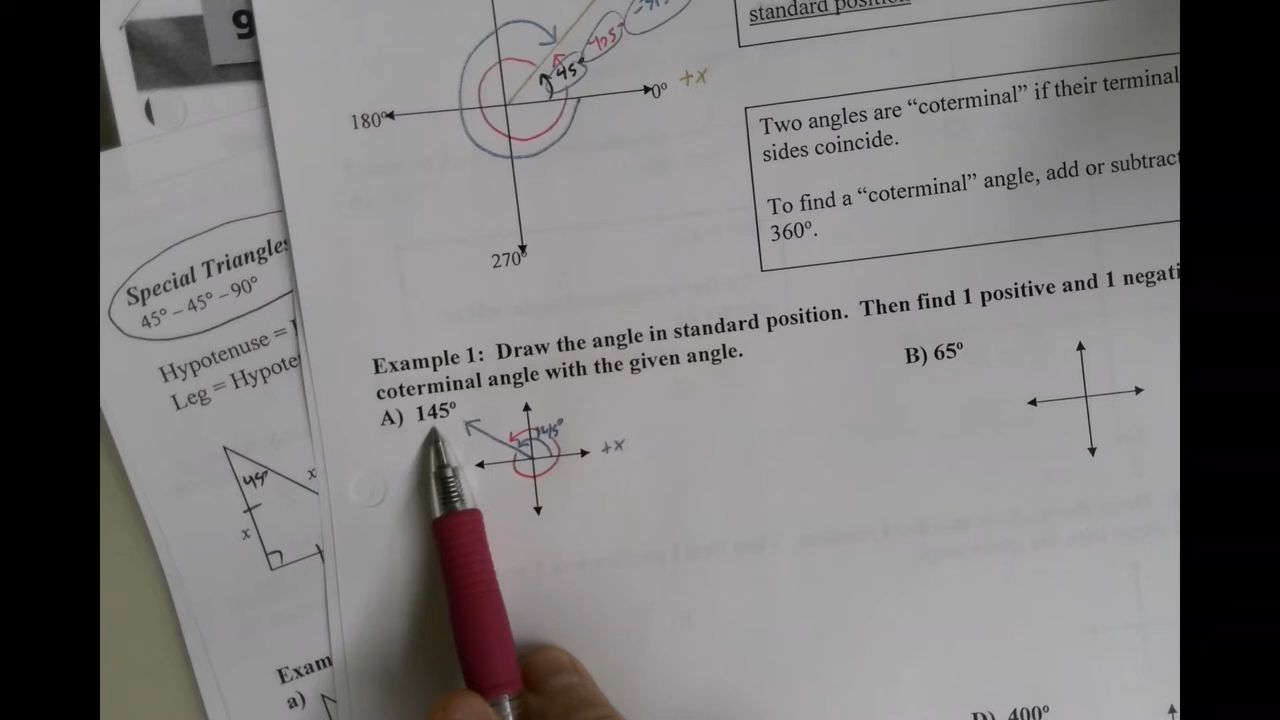 9
standard position
405°
45°
0°
+X
180°
Two angles are “coterminal” if their terminal
sides coincide.
To find a “coterminal” angle, add or subtract
360°.
270°
Special Triangles
45° – 45° – 90°
Hypotenuse =
Leg = Hypote
45°
x
x
Example 1: Draw the angle in standard position. Then find 1 positive and 1 negati
coterminal angle with the given angle.
A) 145°
145°
+X
B) 65°
Exam
a)
D) 400°